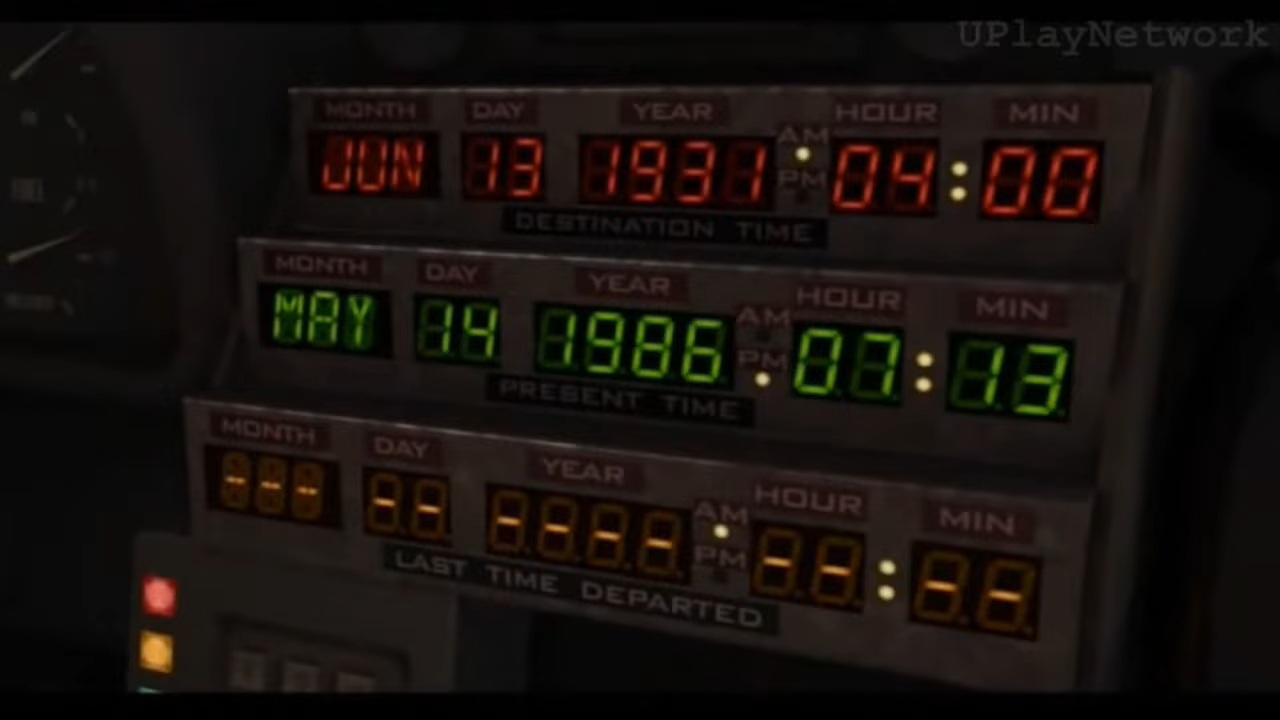 UPlayNetwork
MONTH DAY YEAR AM PM HOUR MIN
JUN 13 1931 04:00
DESTINATION TIME
MONTH DAY YEAR AM PM HOUR MIN
MAY 14 1986 07:13
PRESENT TIME
MONTH DAY YEAR AM PM HOUR MIN
--- -- ---- --:--
LAST TIME DEPARTED
FUEL